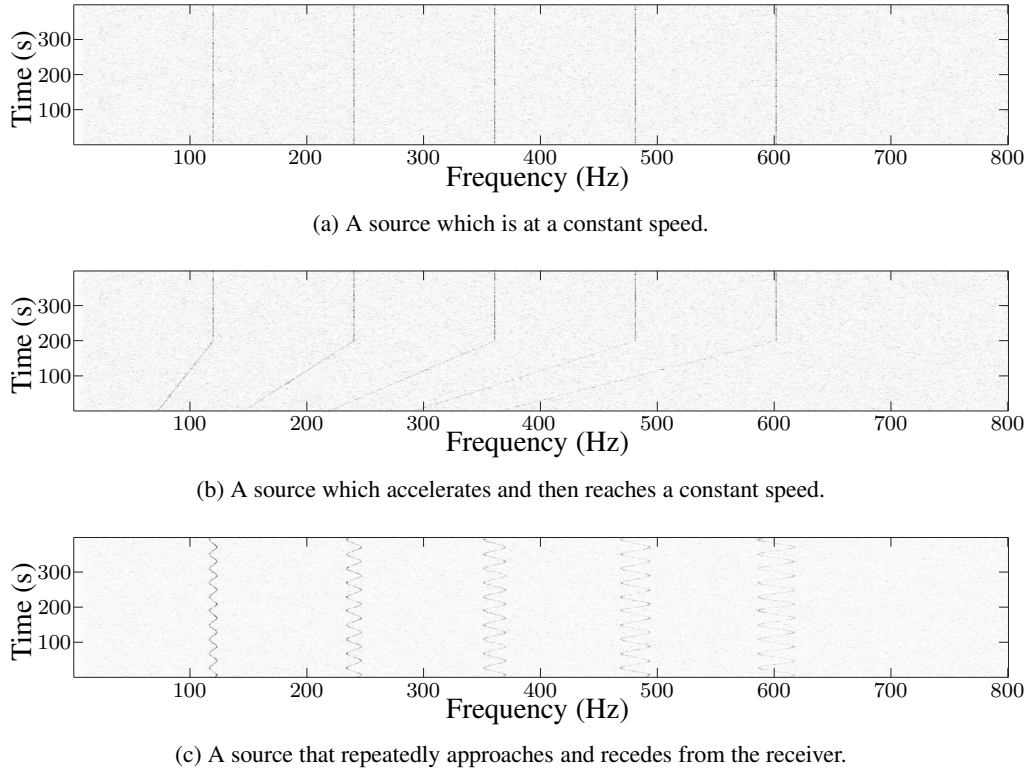 300
200
100
Time (s)
100 200 300 400 500 600 700 800
Frequency (Hz)
(a) A source which is at a constant speed.
300
200
100
Time (s)
100 200 300 400 500 600 700 800
Frequency (Hz)
(b) A source which accelerates and then reaches a constant speed.
300
200
100
Time (s)
100 200 300 400 500 600 700 800
Frequency (Hz)
(c) A source that repeatedly approaches and recedes from the receiver.